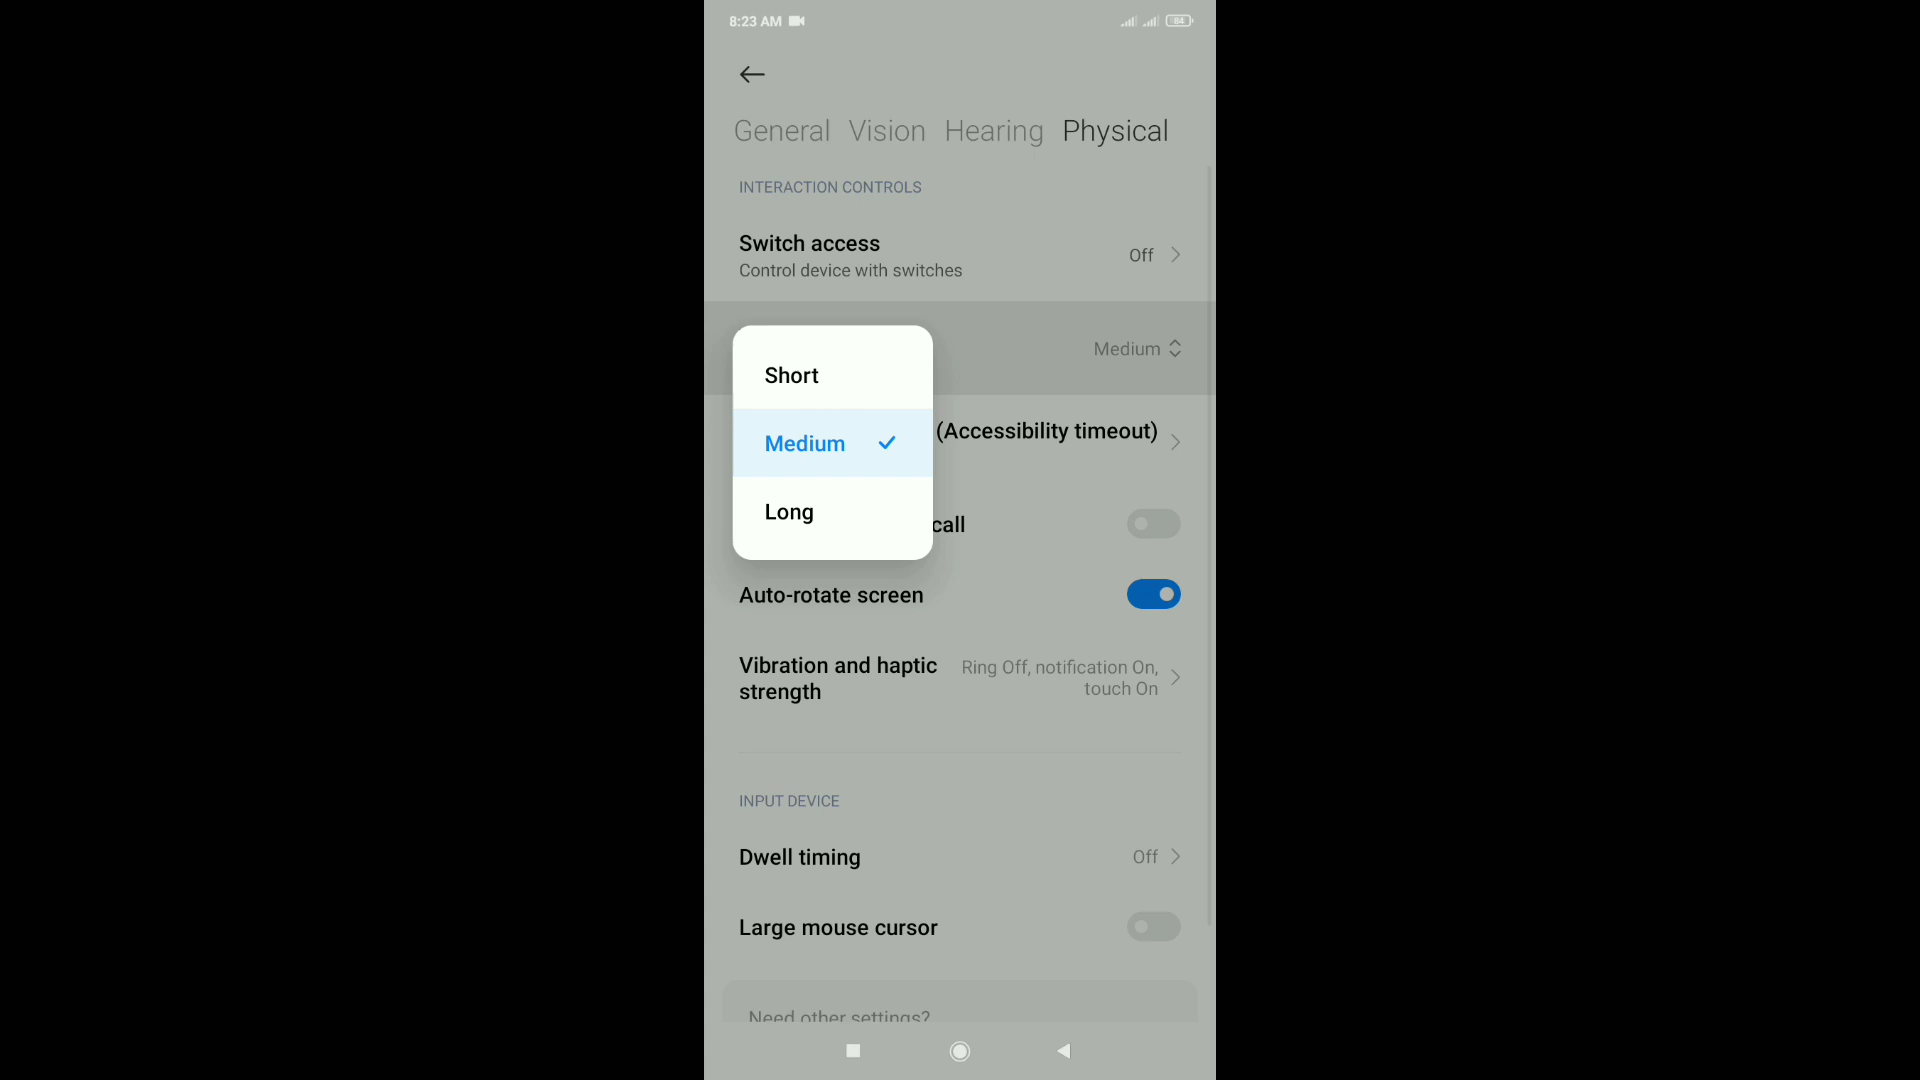 8:23 AM
84
General Vision Hearing Physical
INTERACTION CONTROLS
Switch access
Control device with switches
Off
Medium
Short
Medium
Long
(Accessibility timeout)
call
Auto-rotate screen
Vibration and haptic
strength
Ring Off, notification On,
touch On
INPUT DEVICE
Dwell timing
Off
Large mouse cursor
Need other settings?